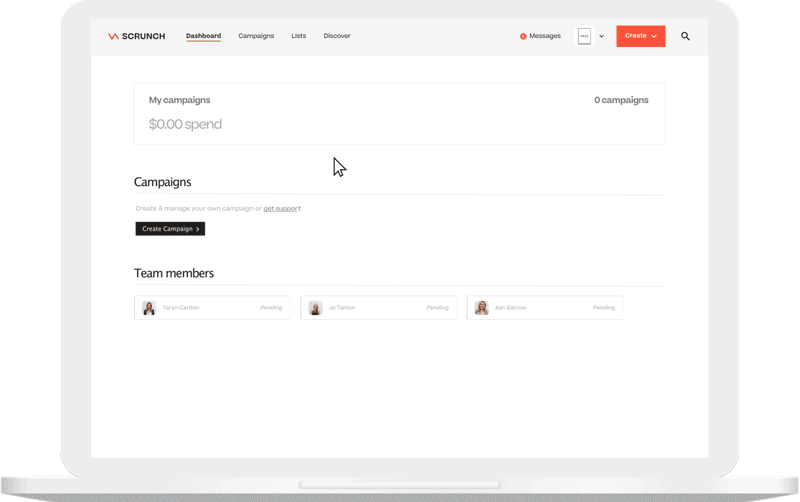 SCRUNCH Dashboard Campaigns Lists Discover Messages Create
My campaigns 0 campaigns
$0.00 spend
Campaigns
Create & manage your own campaign or get support
Create Campaign
Team members
Taryn Carlton Pending Jo Tanton Pending Ash Barrow Pending